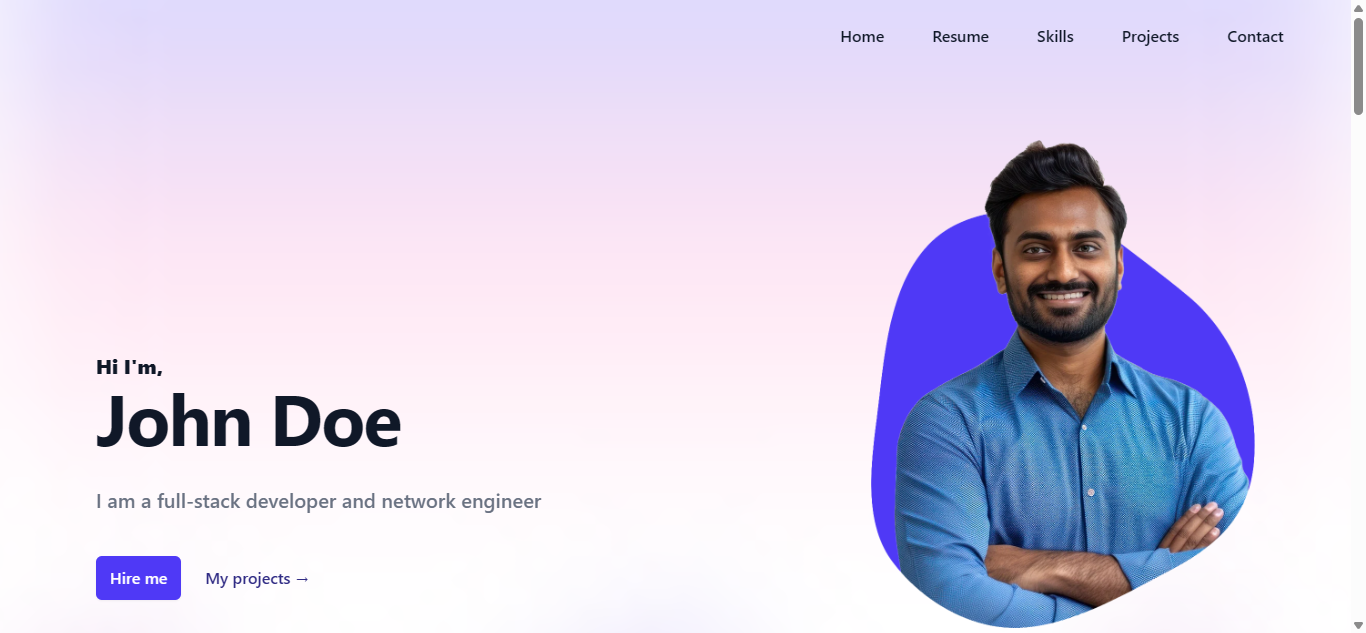 Home Resume Skills Projects Contact
Hi I'm,
John Doe
I am a full-stack developer and network engineer
Hire me My projects →